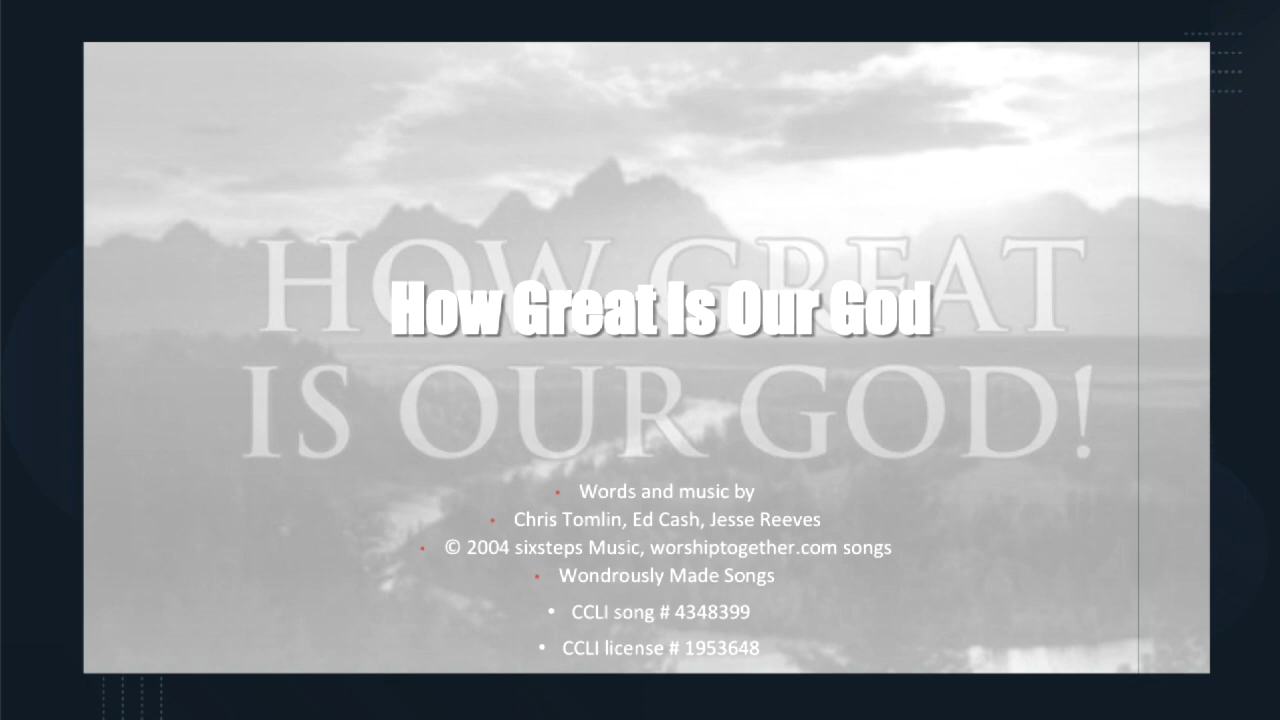 HOW GREAT
How Great Is Our God
IS OUR GOD!
• Words and music by
• Chris Tomlin, Ed Cash, Jesse Reeves
• © 2004 sixsteps Music, worshiptogether.com songs
• Wondrously Made Songs
• CCLI song # 4348399
• CCLI license # 1953648